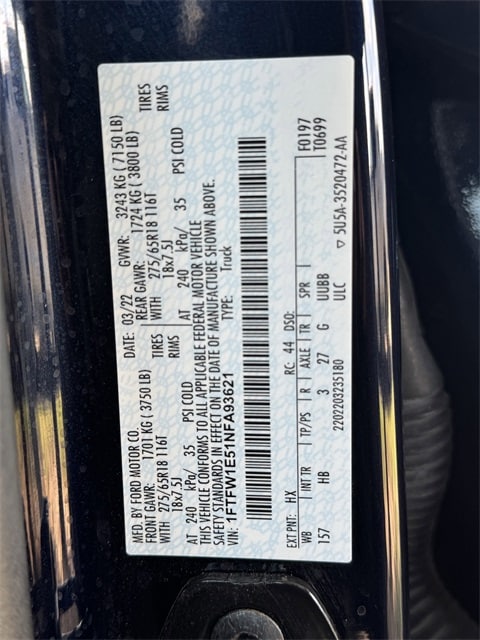 MFD. BY FORD MOTOR CO. DATE: 03/22 GVWR: 3243 KG ( 7150 LB)
FRONT GAWR: 1701 KG ( 3750 LB) REAR GAWR: 1724 KG ( 3800 LB)
WITH 275/65R18 116T TIRES WITH 275/65R18 116T TIRES
18x7.5J RIMS 18x7.5J RIMS
AT 240 kPa/ 35 PSI COLD AT 240 kPa/ 35 PSI COLD
THIS VEHICLE CONFORMS TO ALL APPLICABLE FEDERAL MOTOR VEHICLE
SAFETY STANDARDS IN EFFECT ON THE DATE OF MANUFACTURE SHOWN ABOVE.
VIN: 1FTFW1E51NFA93621 TYPE: Truck
F0197
T0699
EXT PNT: HX RC: 44 DSO:
WB INT TR TP/PS R AXLE TR SPR
157 HB 3 27 G UUBB
2202203235180 ULC ▽ 5U5A-3520472-AA